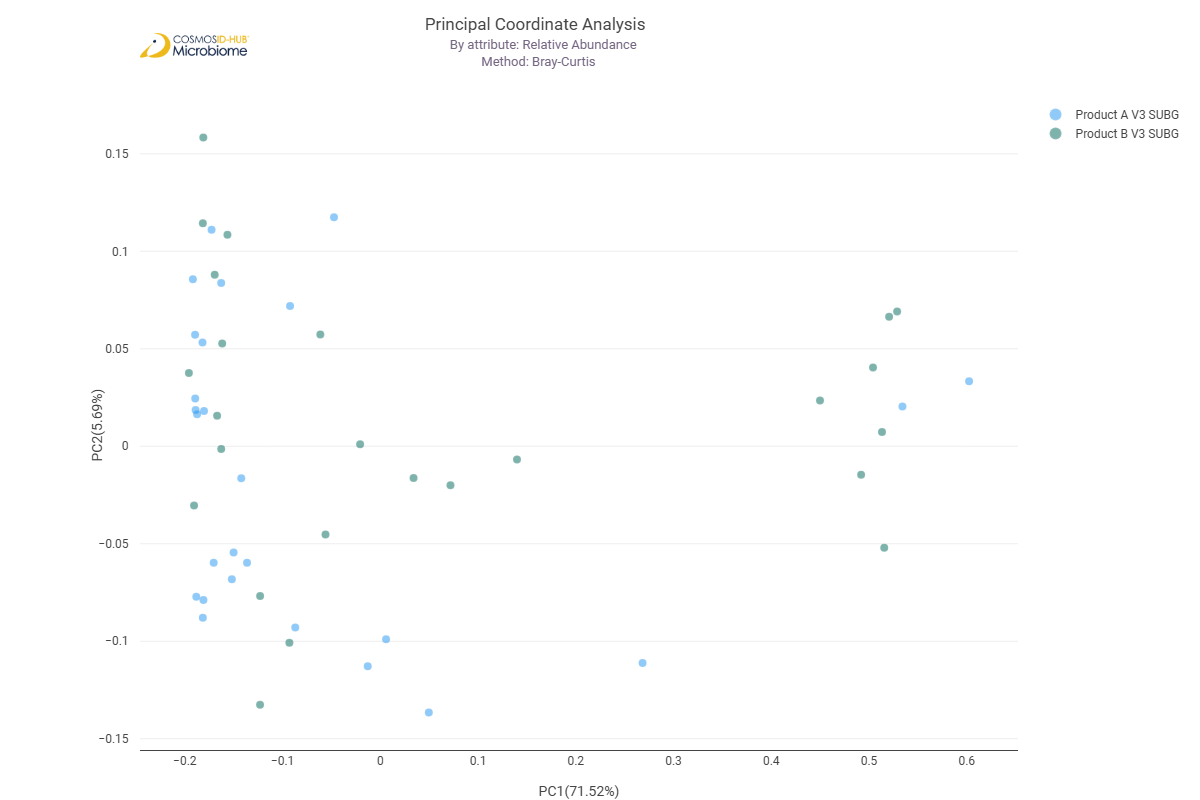 Principal Coordinate Analysis
By attribute: Relative Abundance
Method: Bray-Curtis
COSMOSID-HUB
Microbiome
Product A V3 SUBG
Product B V3 SUBG
0.15
0.1
0.05
0
−0.05
−0.1
−0.15
PC2(5.69%)
−0.2 −0.1 0 0.1 0.2 0.3 0.4 0.5 0.6
PC1(71.52%)